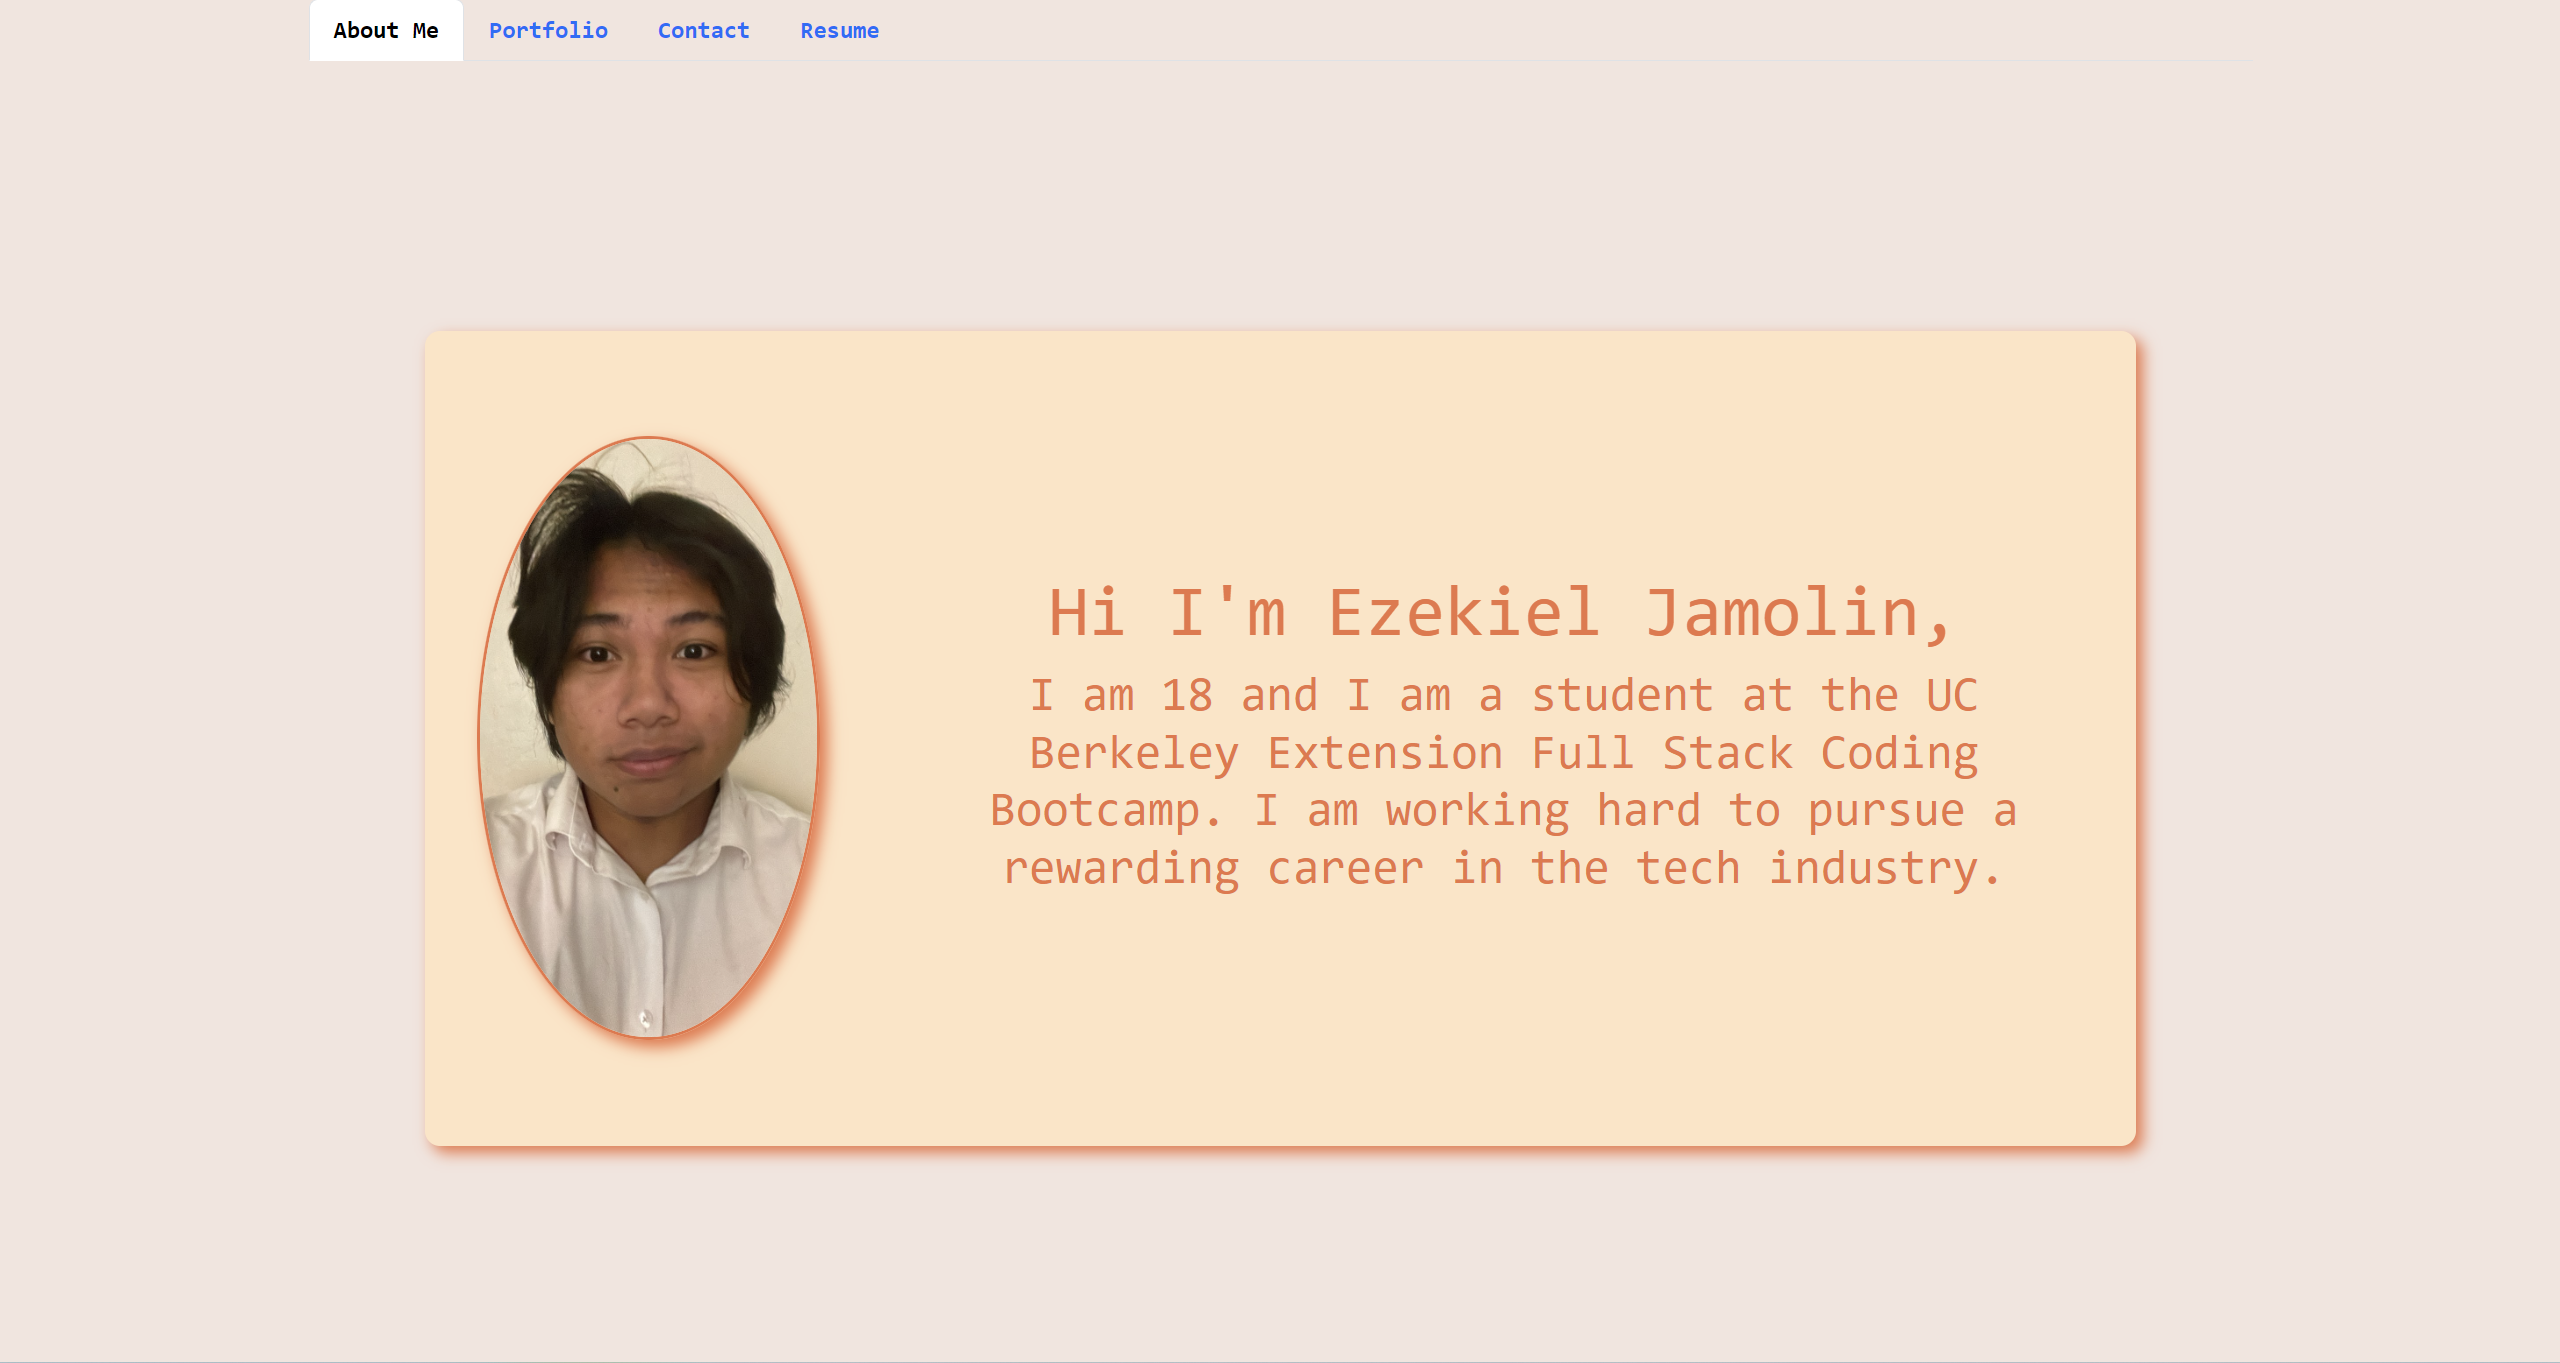 About Me Portfolio Contact Resume
Hi I'm Ezekiel Jamolin,
I am 18 and I am a student at the UC
Berkeley Extension Full Stack Coding
Bootcamp. I am working hard to pursue a
rewarding career in the tech industry.